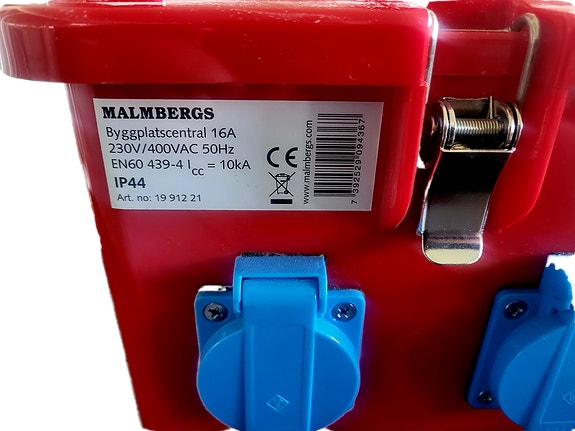 MALMBERGS
Byggplatscentral 16A
230V/400VAC 50Hz
EN60 439-4 Icc = 10kA
IP44
Art. no: 19 912 21
CE
www.malmbergs.com
7 392529 094367